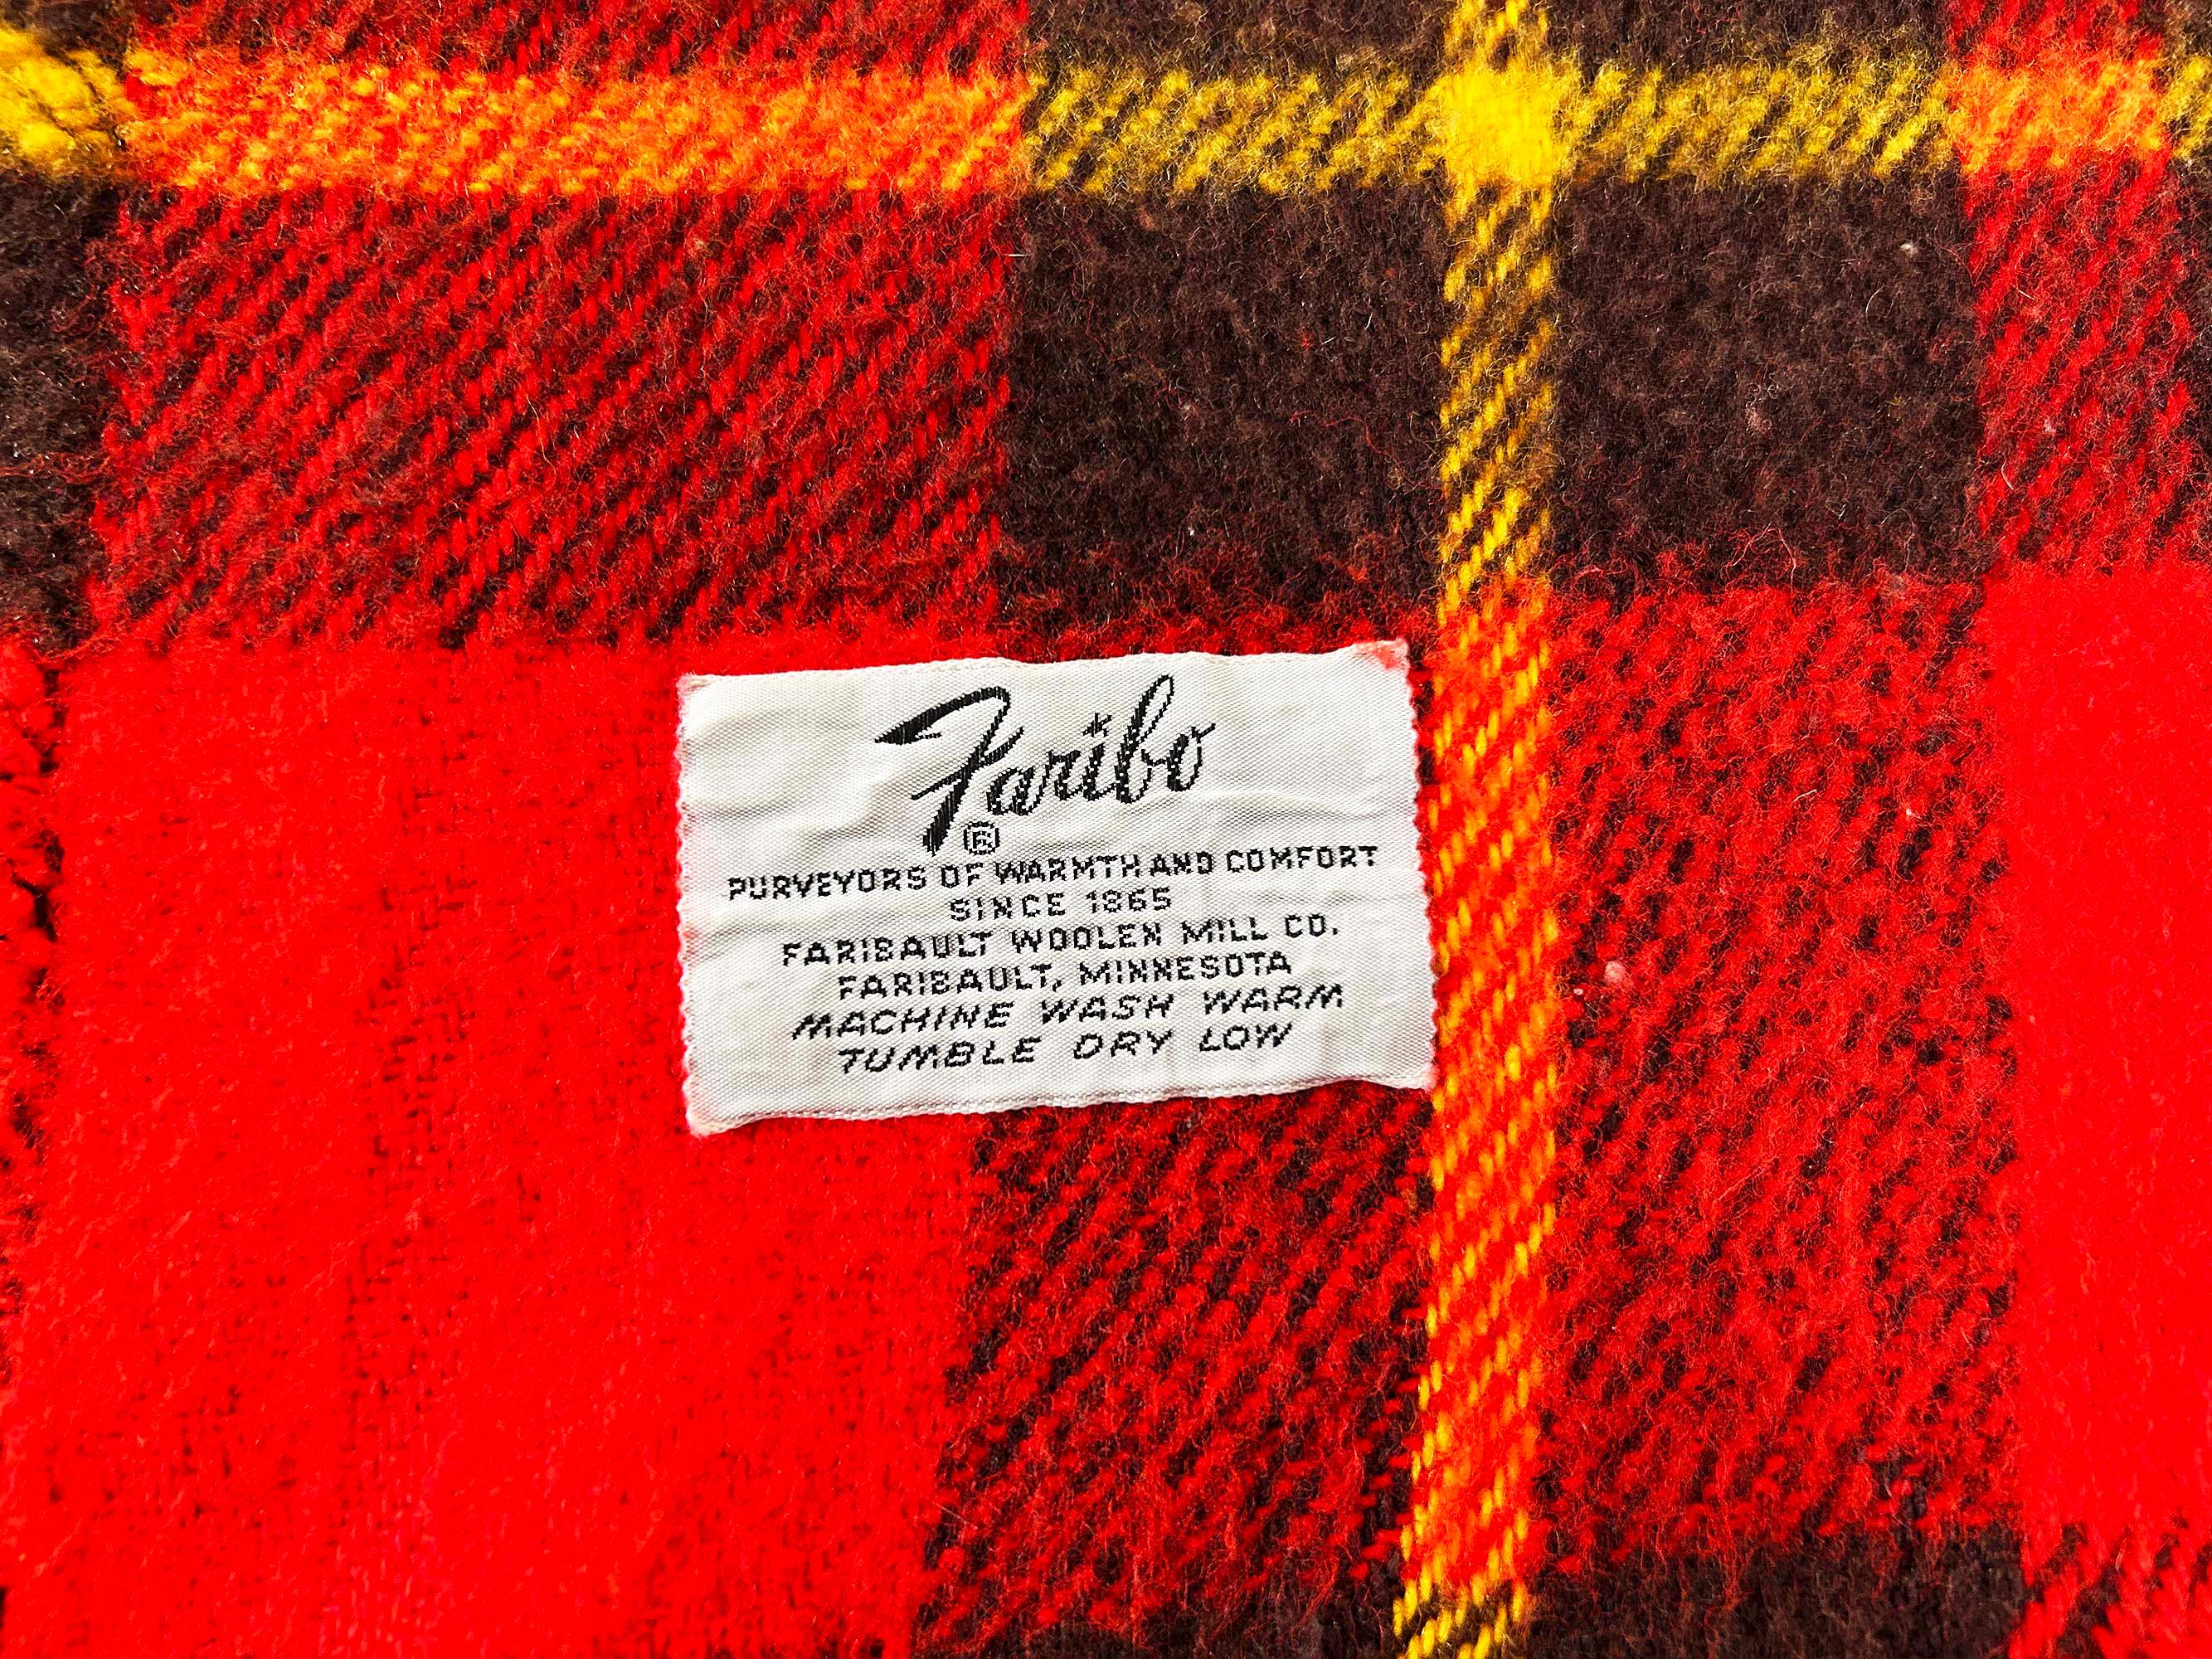 Faribo
®
PURVEYORS OF WARMTH AND COMFORT
SINCE 1865
FARIBAULT WOOLEN MILL CO.
FARIBAULT, MINNESOTA
MACHINE WASH WARM
TUMBLE DRY LOW